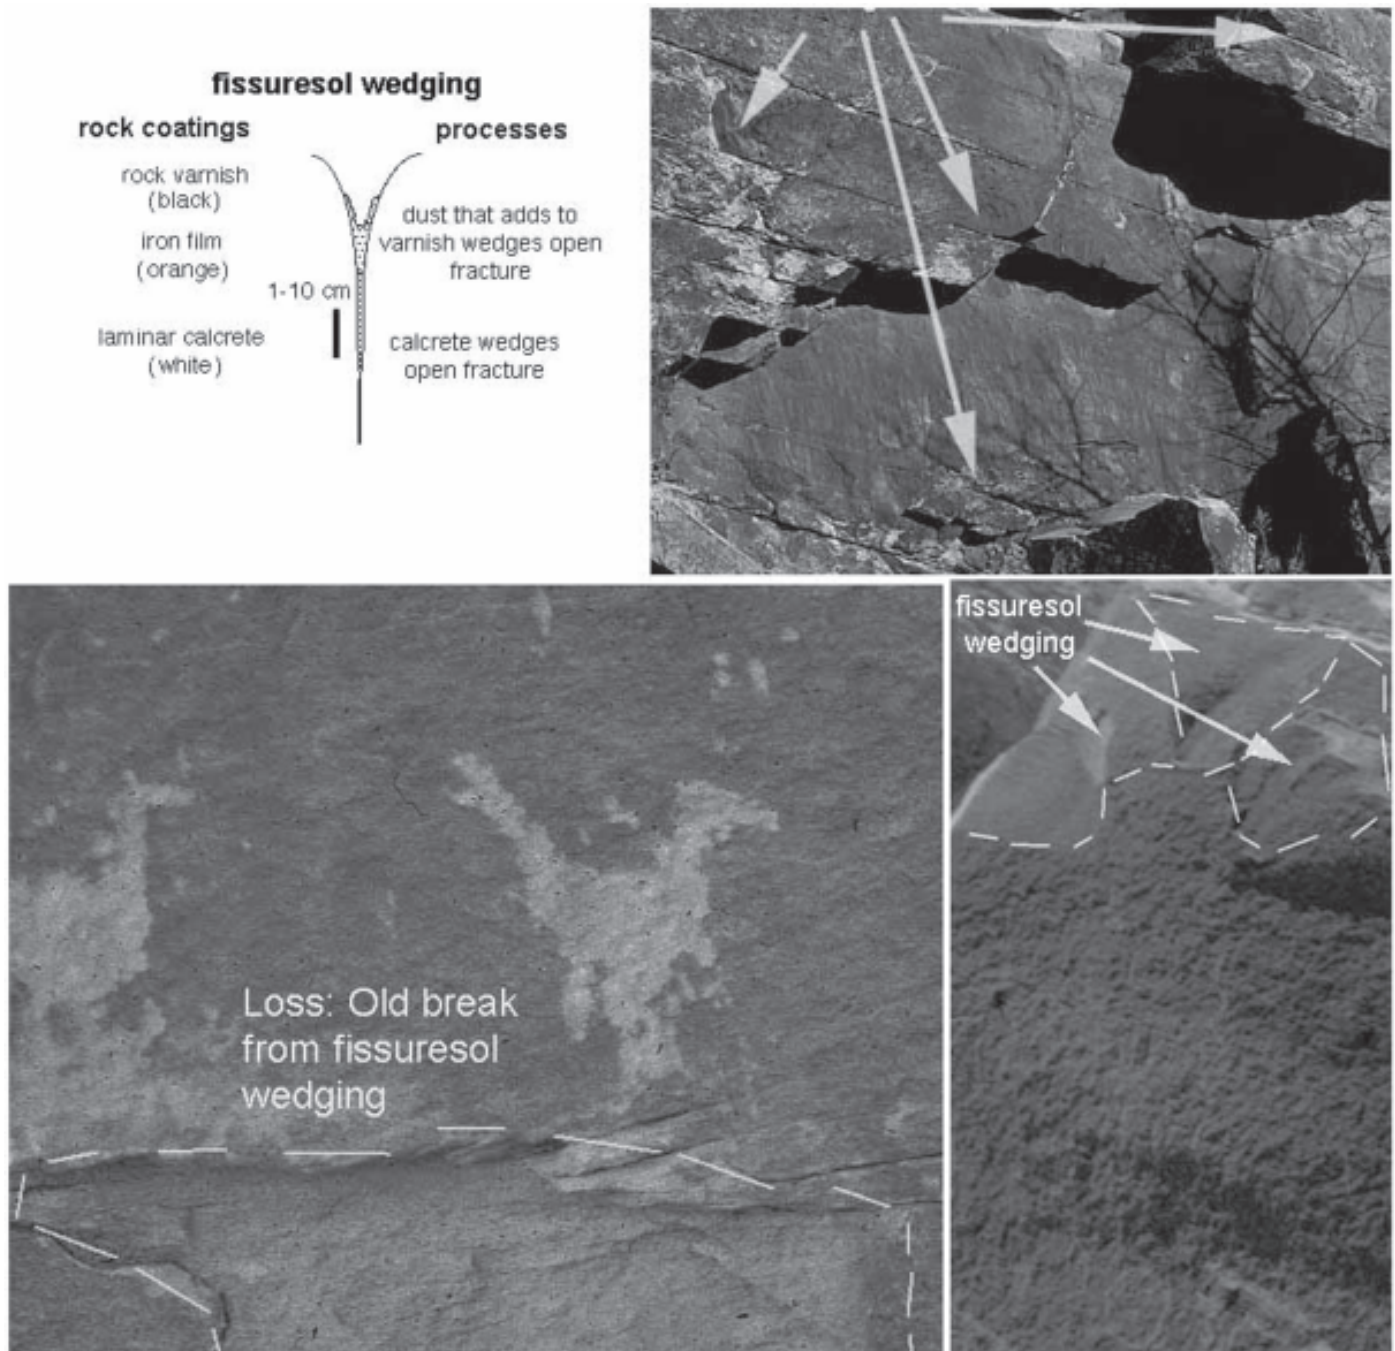 fissuresol wedging
rock coatings
processes
rock varnish
(black)
iron film
(orange)
1-10 cm
laminar calcrete
(white)
dust that adds to
varnish wedges open
fracture
calcrete wedges
open fracture
fissuresol
wedging
Loss: Old break
from fissuresol
wedging